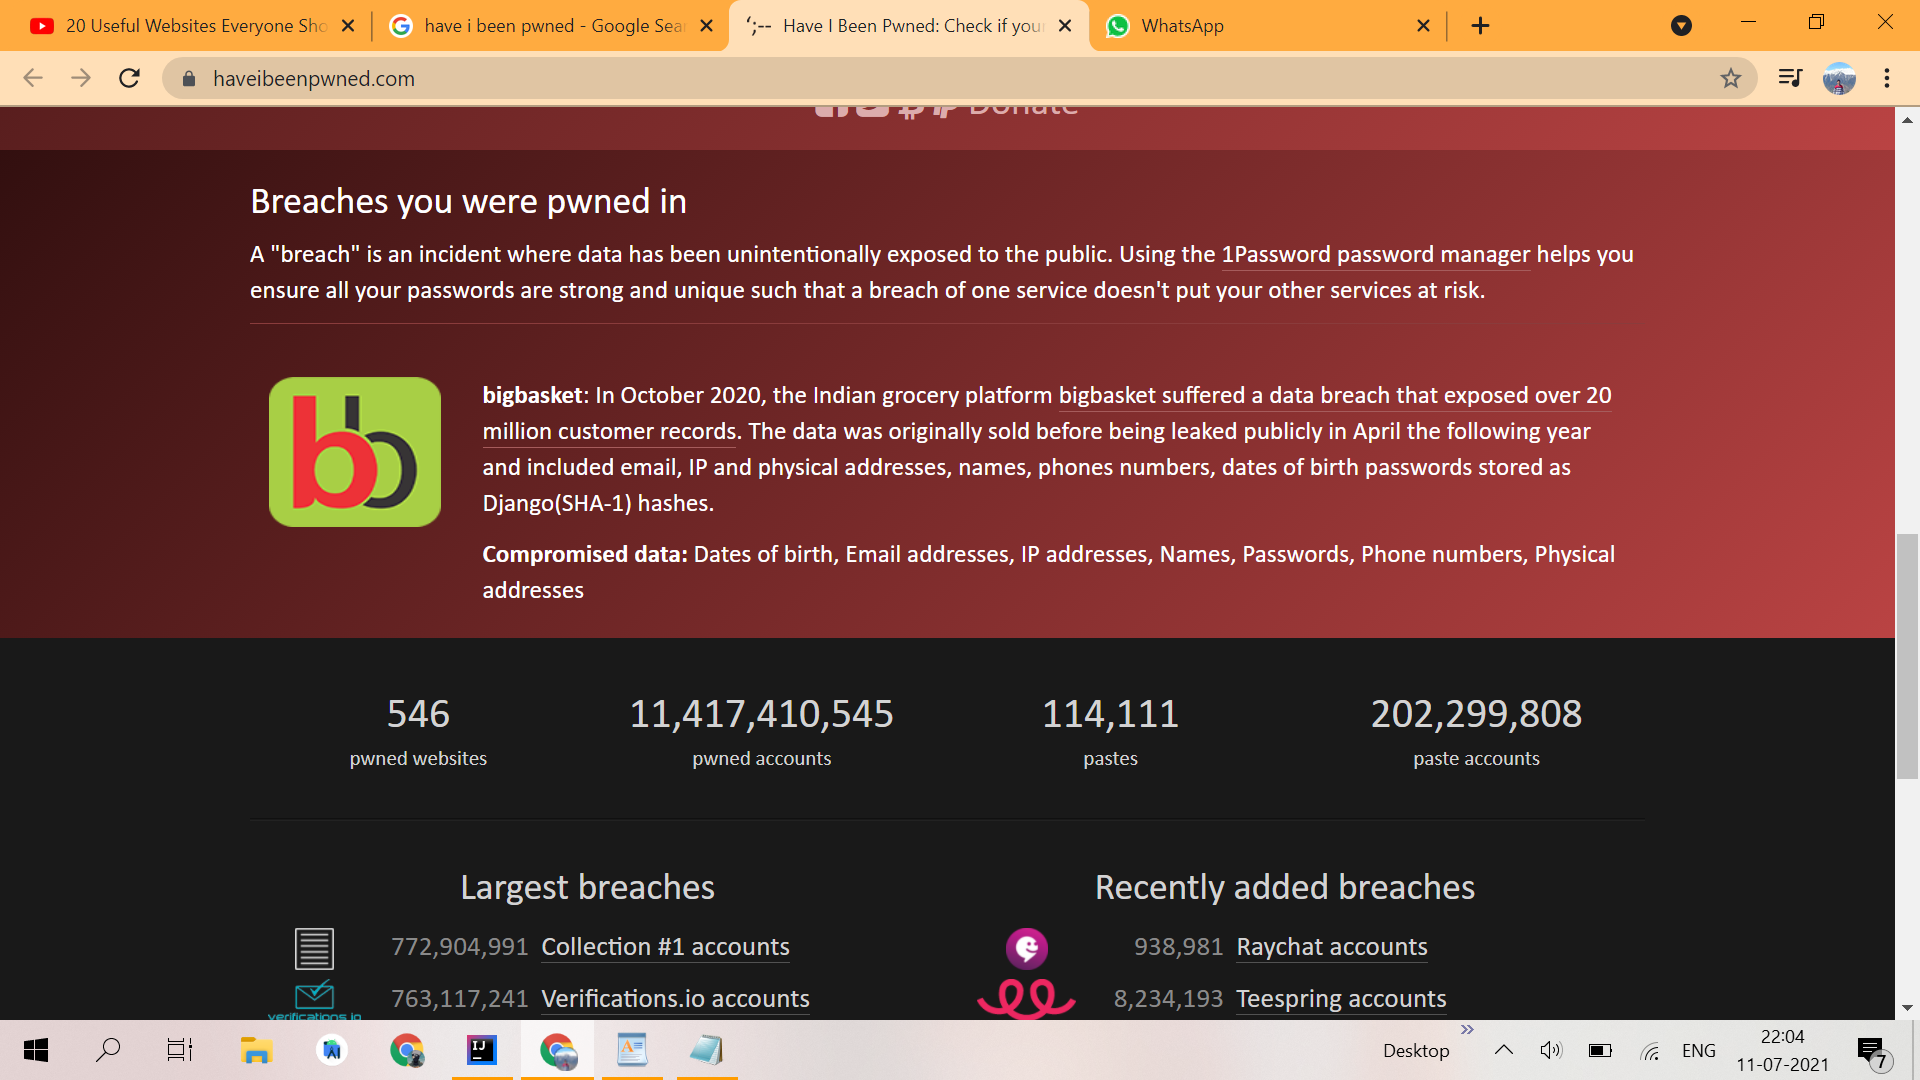 20 Useful Websites Everyone Sho
have i been pwned - Google Sear
';-- Have I Been Pwned: Check if your
WhatsApp
haveibeenpwned.com
Donate
Breaches you were pwned in
A "breach" is an incident where data has been unintentionally exposed to the public. Using the 1Password password manager helps you
ensure all your passwords are strong and unique such that a breach of one service doesn't put your other services at risk.
bb
bigbasket: In October 2020, the Indian grocery platform bigbasket suffered a data breach that exposed over 20
million customer records. The data was originally sold before being leaked publicly in April the following year
and included email, IP and physical addresses, names, phones numbers, dates of birth passwords stored as
Django(SHA-1) hashes.
Compromised data: Dates of birth, Email addresses, IP addresses, Names, Passwords, Phone numbers, Physical
addresses
546
pwned websites
11,417,410,545
pwned accounts
114,111
pastes
202,299,808
paste accounts
Largest breaches
772,904,991 Collection #1 accounts
verifications.io
763,117,241 Verifications.io accounts
Recently added breaches
938,981 Raychat accounts
8,234,193 Teespring accounts
IJ
Desktop
ENG
22:04
11-07-2021
7